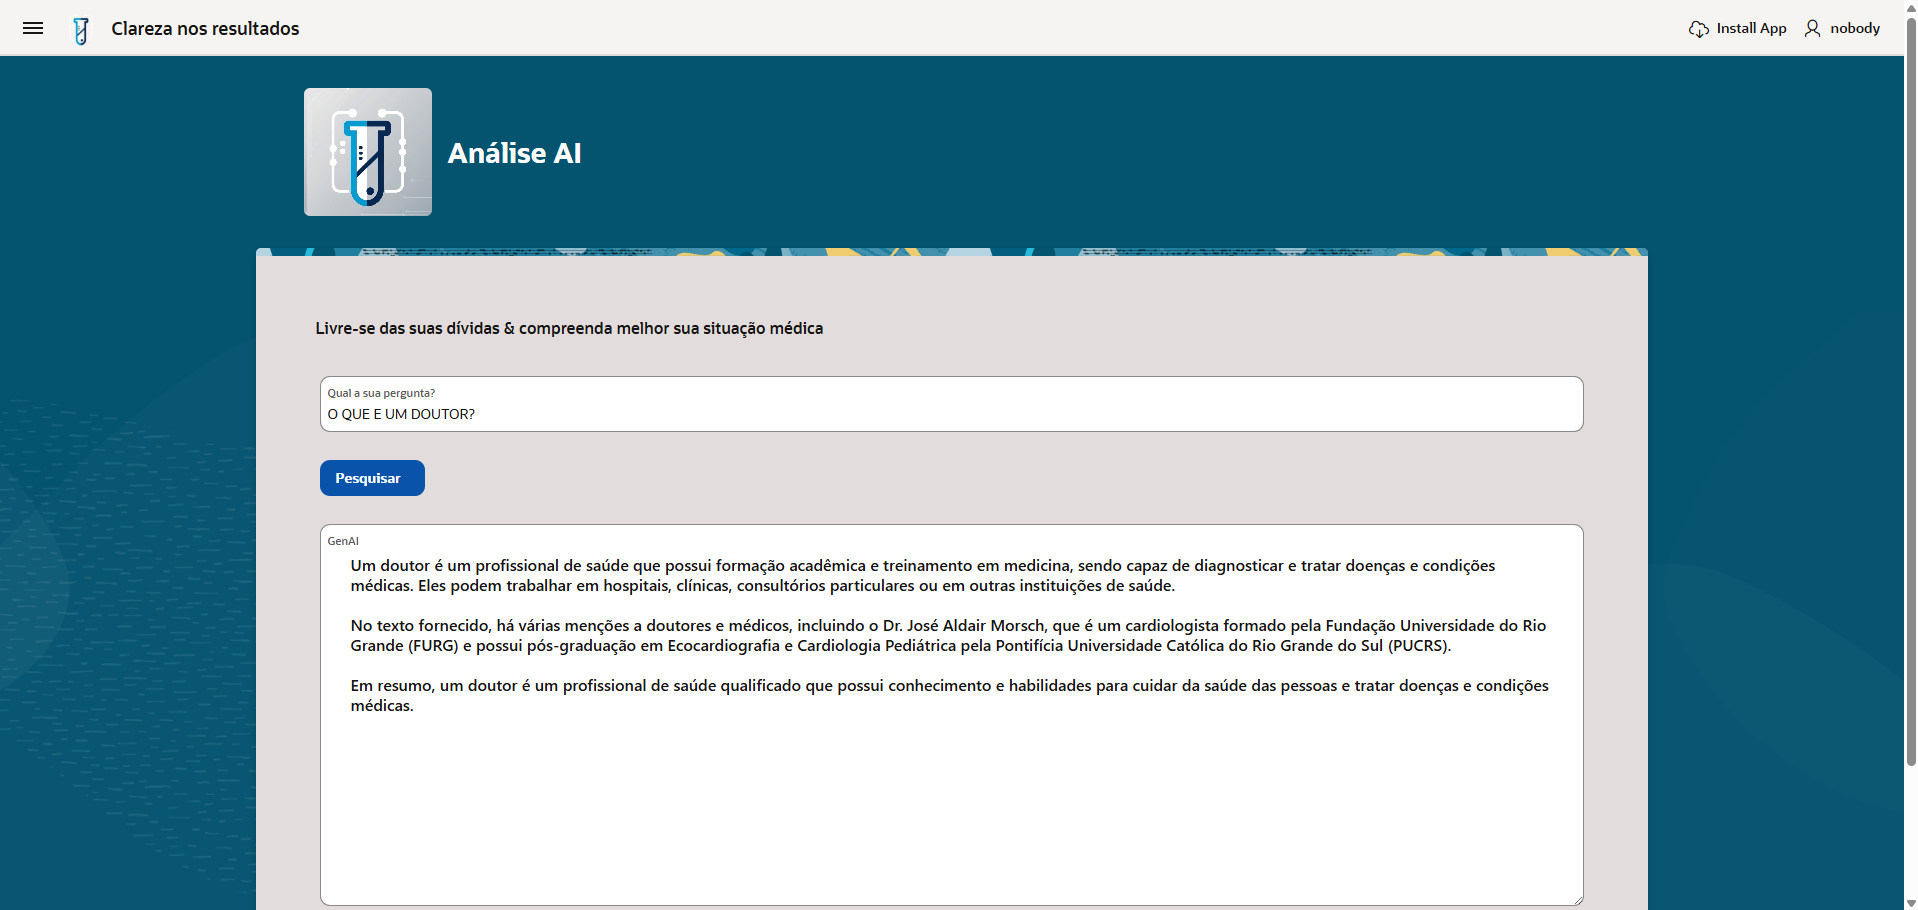 Clareza nos resultados
Install App
nobody
Análise AI
Livre-se das suas dívidas & compreenda melhor sua situação médica
Qual a sua pergunta?
O QUE E UM DOUTOR?
Pesquisar
GenAI
Um doutor é um profissional de saúde que possui formação acadêmica e treinamento em medicina, sendo capaz de diagnosticar e tratar doenças e condições
médicas. Eles podem trabalhar em hospitais, clínicas, consultórios particulares ou em outras instituições de saúde.
No texto fornecido, há várias menções a doutores e médicos, incluindo o Dr. José Aldair Morsch, que é um cardiologista formado pela Fundação Universidade do Rio
Grande (FURG) e possui pós-graduação em Ecocardiografia e Cardiologia Pediátrica pela Pontifícia Universidade Católica do Rio Grande do Sul (PUCRS).
Em resumo, um doutor é um profissional de saúde qualificado que possui conhecimento e habilidades para cuidar da saúde das pessoas e tratar doenças e condições
médicas.